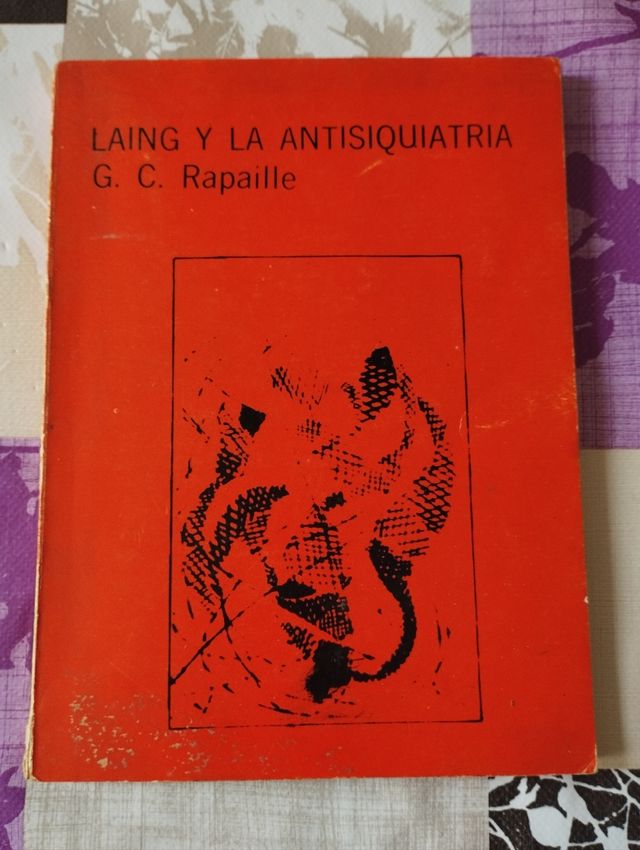 LAING Y LA ANTISIQUIATRIA
G. C. Rapaille